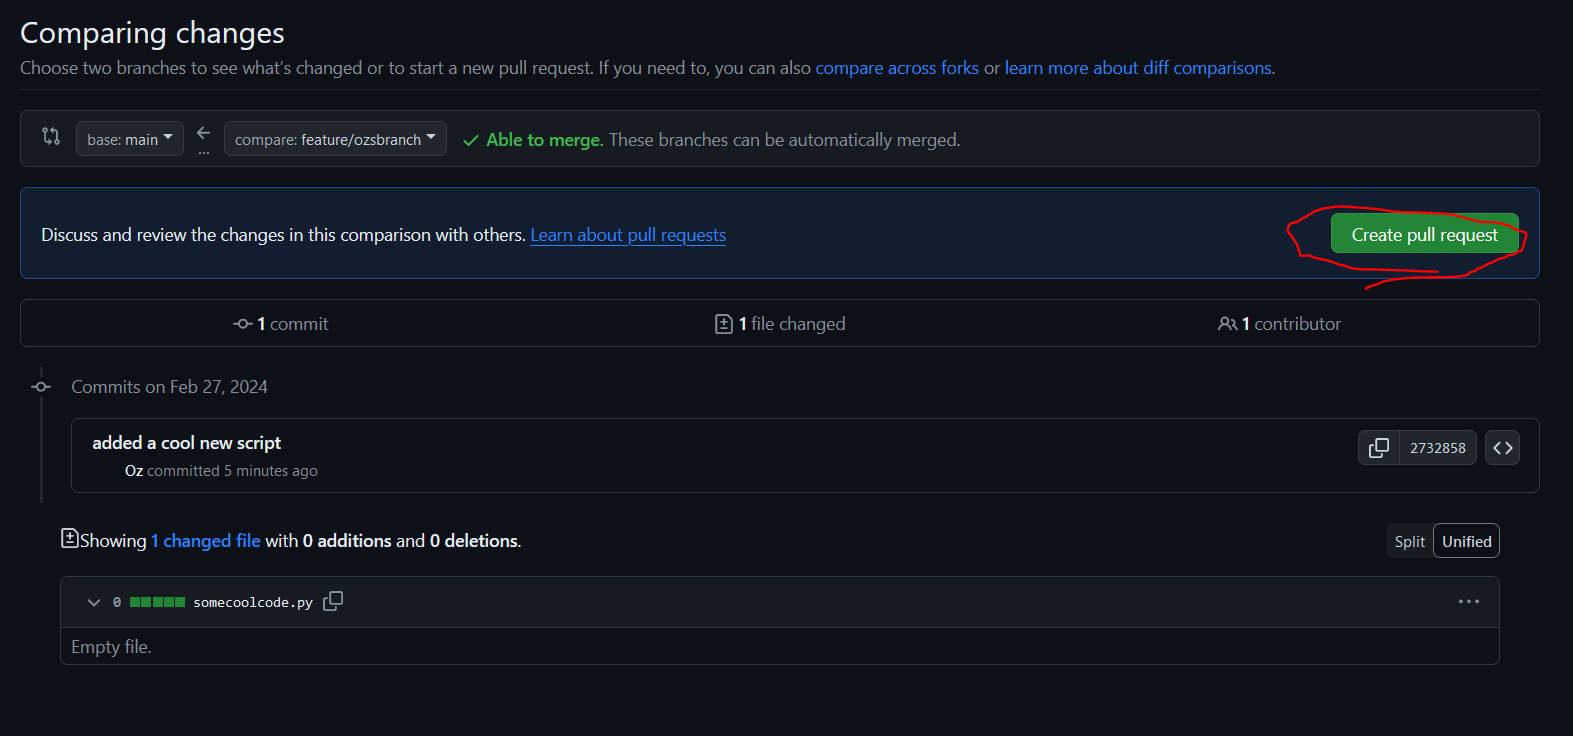 Comparing changes
Choose two branches to see what's changed or to start a new pull request. If you need to, you can also compare across forks or learn more about diff comparisons.
base: main ... compare: feature/ozsbranch Able to merge. These branches can be automatically merged.
Discuss and review the changes in this comparison with others. Learn about pull requests Create pull request
1 commit 1 file changed 1 contributor
Commits on Feb 27, 2024
added a cool new script 2732858
Oz committed 5 minutes ago
Showing 1 changed file with 0 additions and 0 deletions. Split Unified
0 somecoolcode.py
Empty file.